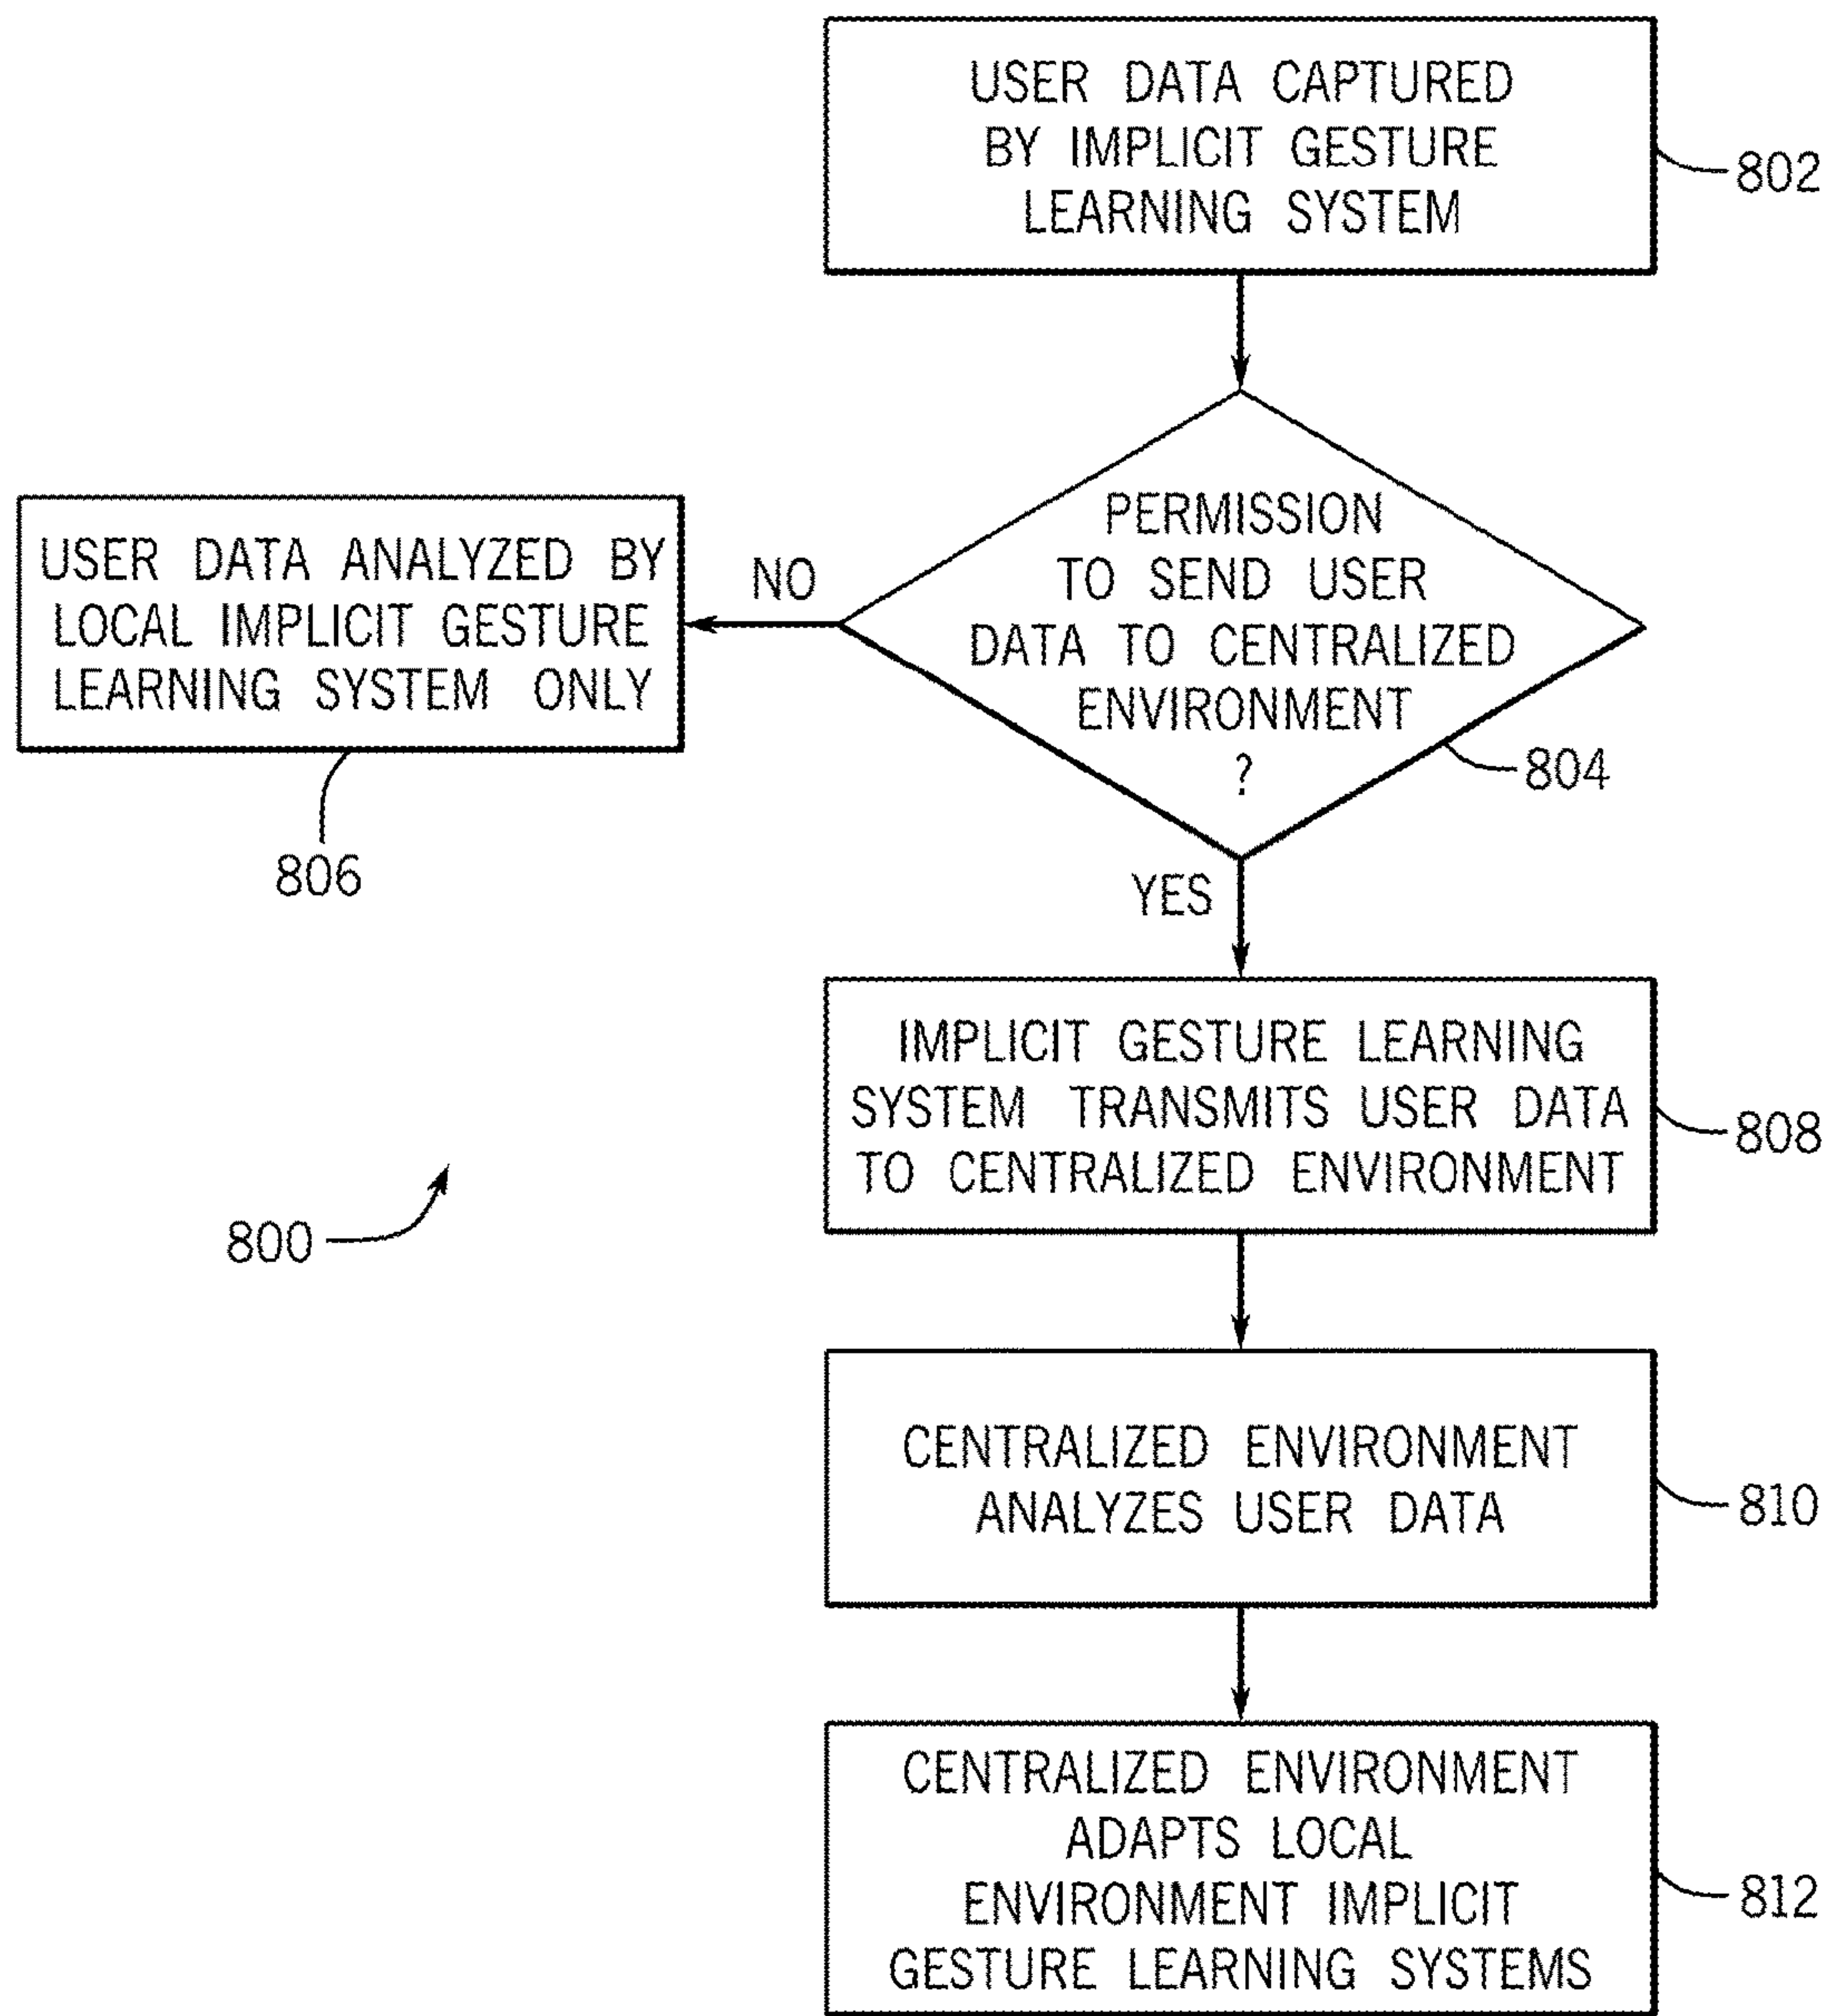 USER DATA CAPTURED
BY IMPLICIT GESTURE
LEARNING SYSTEM
802
PERMISSION
TO SEND USER
DATA TO CENTRALIZED
ENVIRONMENT
?
804
NO
USER DATA ANALYZED BY
LOCAL IMPLICIT GESTURE
LEARNING SYSTEM ONLY
806
YES
IMPLICIT GESTURE LEARNING
SYSTEM TRANSMITS USER DATA
TO CENTRALIZED ENVIRONMENT
808
800
CENTRALIZED ENVIRONMENT
ANALYZES USER DATA
810
CENTRALIZED ENVIRONMENT
ADAPTS LOCAL
ENVIRONMENT IMPLICIT
GESTURE LEARNING SYSTEMS
812